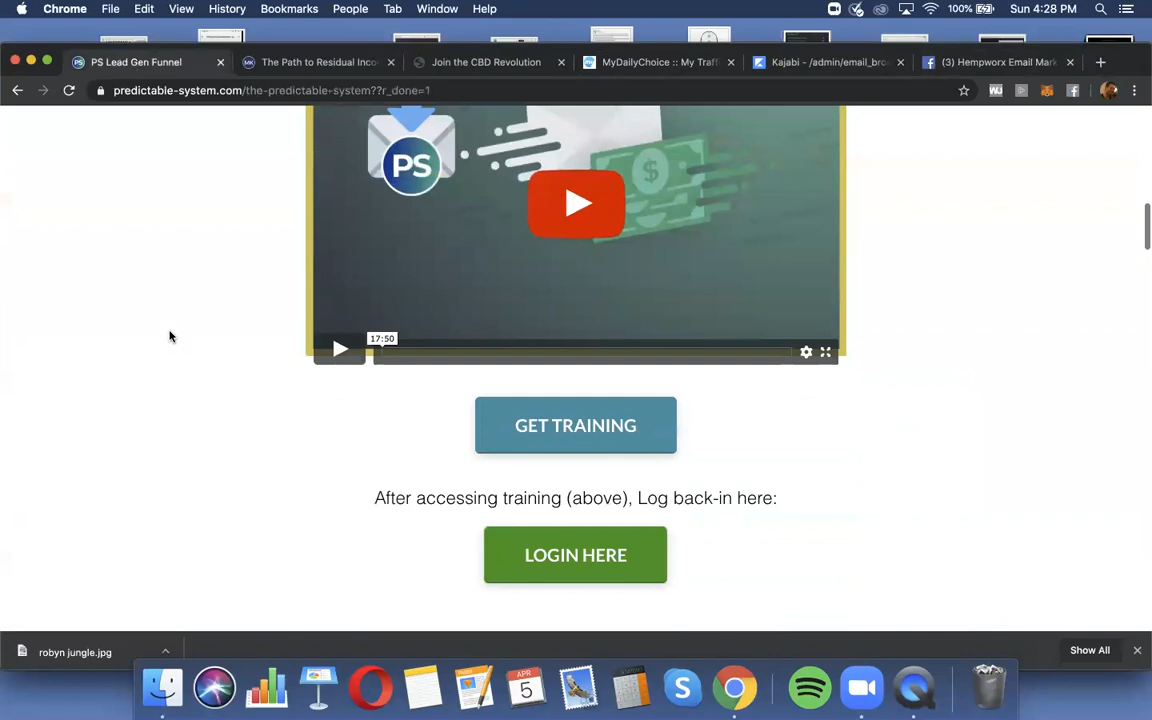 Chrome File Edit View History Bookmarks People Tab Window Help 100% Sun 4:28 PM
PS Lead Gen Funnel The Path to Residual Inco Join the CBD Revolution MyDailyChoice :: My Traff Kajabi - /admin/email_bro (3) Hempworx Email Mark
predictable-system.com/the-predictable-system??r_done=1
PS
17:50
GET TRAINING
After accessing training (above), Log back-in here:
LOGIN HERE
robyn jungle.jpg Show All
APR
5